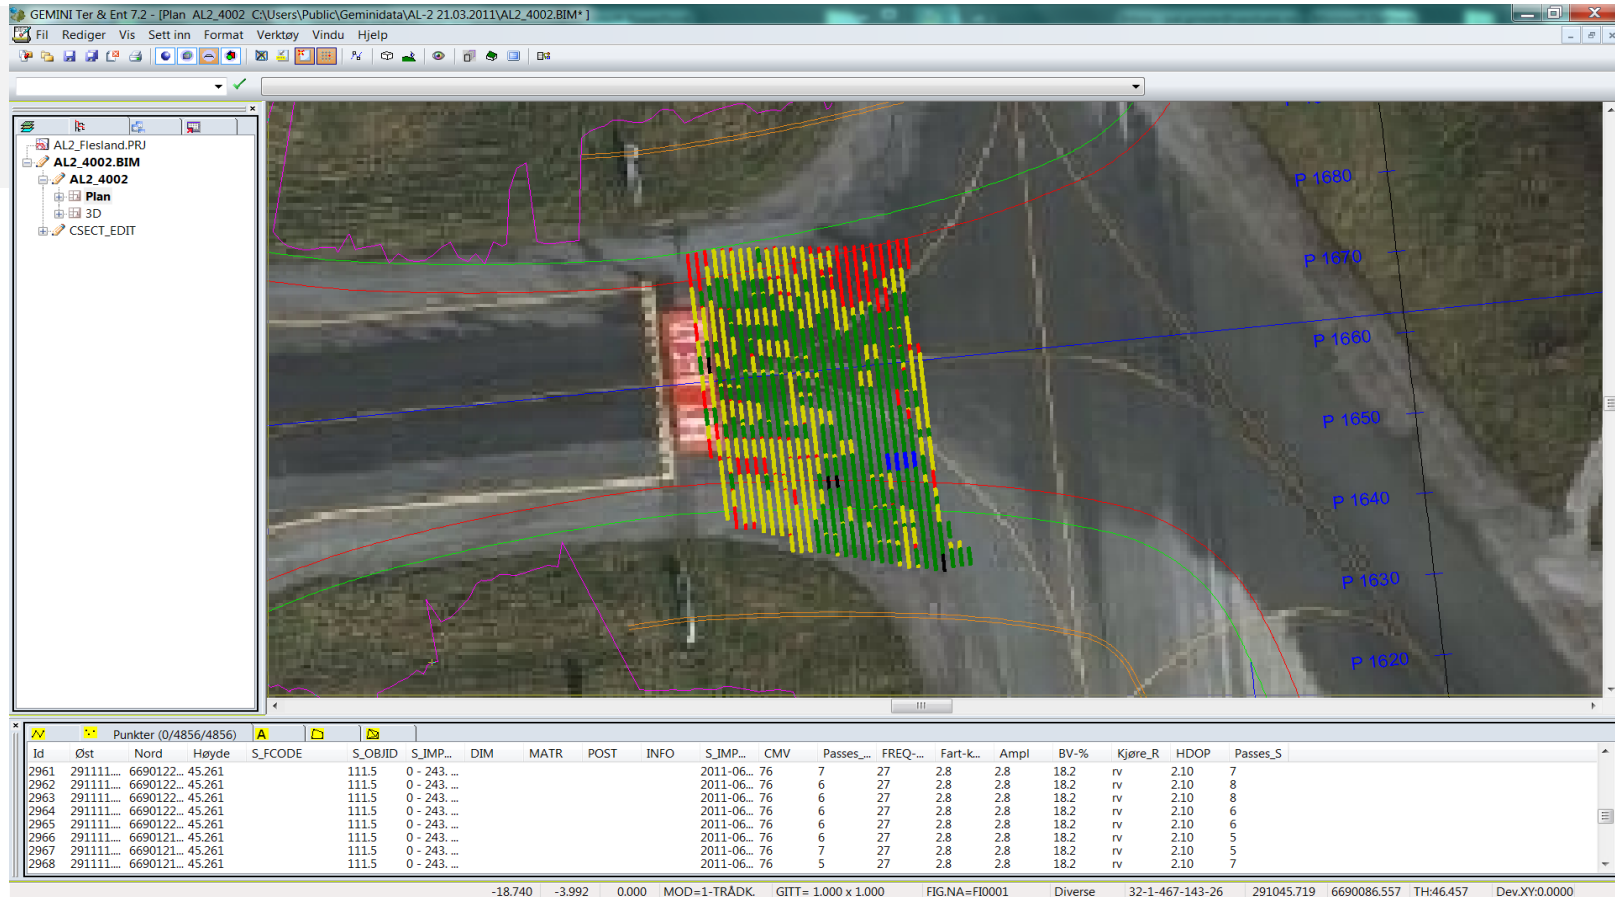 GEMINI Ter & Ent 7.2 - [Plan  AL2_4002  C:\Users\Public\Geminidata\AL-2 21.03.2011\AL2_4002.BIM* ]
Fil Rediger Vis Sett inn Format Verktøy Vindu Hjelp
AL2_Flesland.PRJ
AL2_4002.BIM
AL2_4002
Plan
3D
CSECT_EDIT
P 1680
P 1670
P 1660
P 1650
P 1640
P 1630
P 1620
Punkter (0/4856/4856) A
Id Øst Nord Høyde S_FCODE S_OBJID S_IMP... DIM MATR POST INFO S_IMP... CMV Passes_... FREQ-... Fart-k... Ampl BV-% Kjøre_R HDOP Passes_S
2961 291111.... 6690122... 45.261 111.5 0 - 243. ... 2011-06... 76 7 27 2.8 2.8 18.2 rv 2.10 7
2962 291111.... 6690122... 45.261 111.5 0 - 243. ... 2011-06... 76 6 27 2.8 2.8 18.2 rv 2.10 8
2963 291111.... 6690122... 45.261 111.5 0 - 243. ... 2011-06... 76 6 27 2.8 2.8 18.2 rv 2.10 8
2964 291111.... 6690122... 45.261 111.5 0 - 243. ... 2011-06... 76 6 27 2.8 2.8 18.2 rv 2.10 6
2965 291111.... 6690122... 45.261 111.5 0 - 243. ... 2011-06... 76 6 27 2.8 2.8 18.2 rv 2.10 6
2966 291111.... 6690121... 45.261 111.5 0 - 243. ... 2011-06... 76 6 27 2.8 2.8 18.2 rv 2.10 5
2967 291111.... 6690121... 45.261 111.5 0 - 243. ... 2011-06... 76 7 27 2.8 2.8 18.2 rv 2.10 5
2968 291111.... 6690121... 45.261 111.5 0 - 243. ... 2011-06... 76 5 27 2.8 2.8 18.2 rv 2.10 7
-18.740 -3.992 0.000 MOD=1-TRÅDK. GITT= 1.000 x 1.000 FIG.NA=FI0001 Diverse 32-1-467-143-26 291045.719 6690086.557 TH:46.457 Dev.XY:0.0000